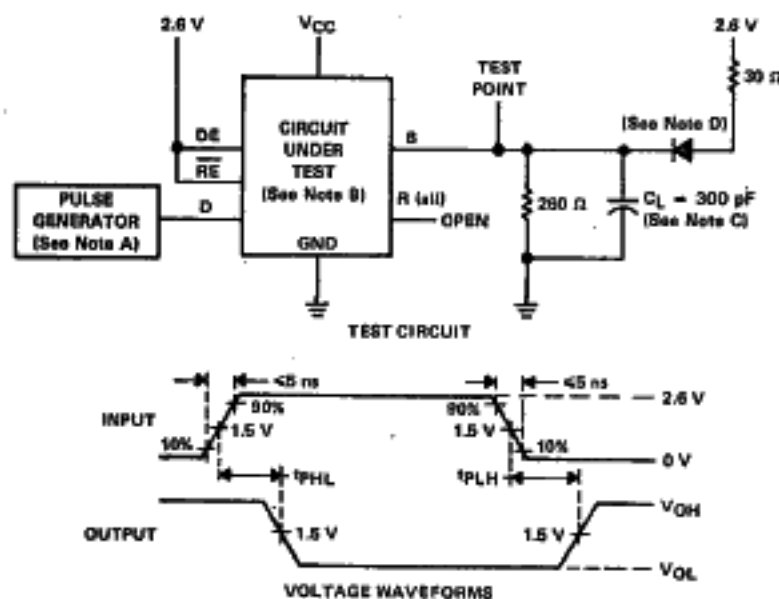 2.6 V
VCC
2.6 V
30 Ω
TEST
POINT
(See Note D)
DE
RE
CIRCUIT
UNDER
TEST
(See Note B)
B
PULSE
GENERATOR
(See Note A)
D
R (all)
OPEN
260 Ω
CL = 300 pF
(See Note C)
GND
TEST CIRCUIT
<5 ns
<5 ns
INPUT
90%
90%
2.6 V
1.5 V
1.5 V
10%
10%
0 V
tPHL
tPLH
OUTPUT
1.5 V
1.5 V
VOH
VOL
VOLTAGE WAVEFORMS